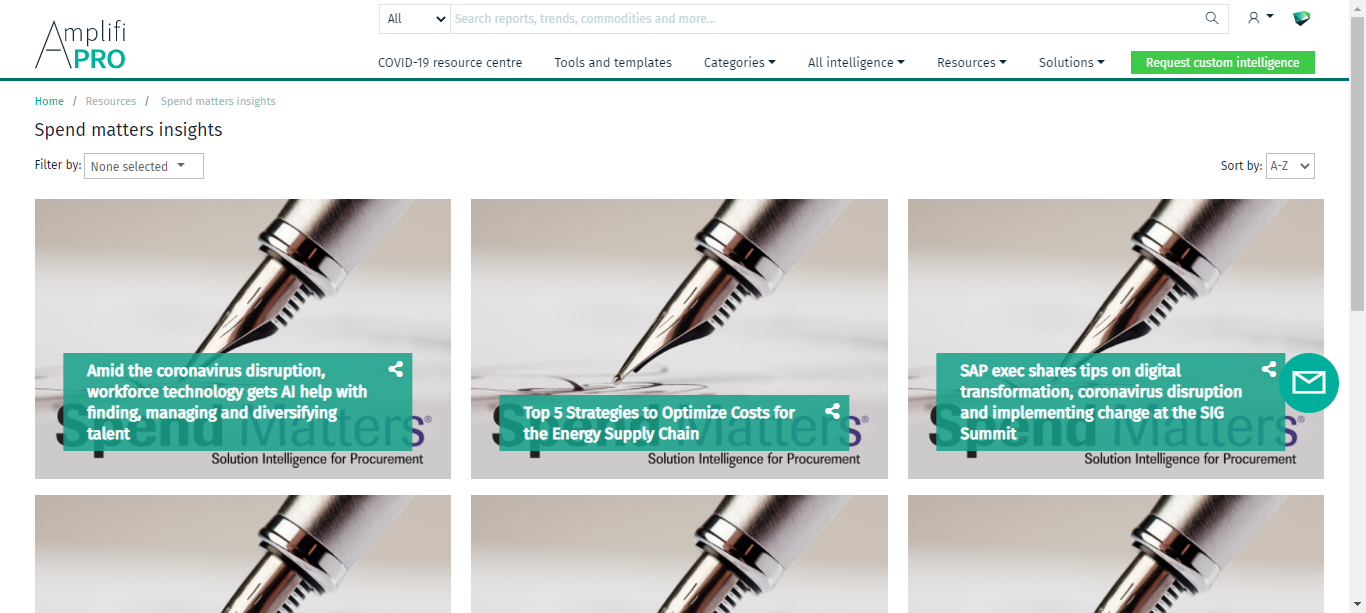 Amplifi
PRO
All
Search reports, trends, commodities and more...
COVID-19 resource centre
Tools and templates
Categories
All intelligence
Resources
Solutions
Request custom intelligence
Home / Resources / Spend matters insights
Spend matters insights
Filter by: None selected
Sort by: A-Z
Amid the coronavirus disruption,
workforce technology gets AI help with
finding, managing and diversifying
talent
Spend Matters®
Solution Intelligence for Procurement
Top 5 Strategies to Optimize Costs for
the Energy Supply Chain
Spend Matters®
Solution Intelligence for Procurement
SAP exec shares tips on digital
transformation, coronavirus disruption
and implementing change at the SIG
Summit
Spend Matters®
Solution Intelligence for Procurement